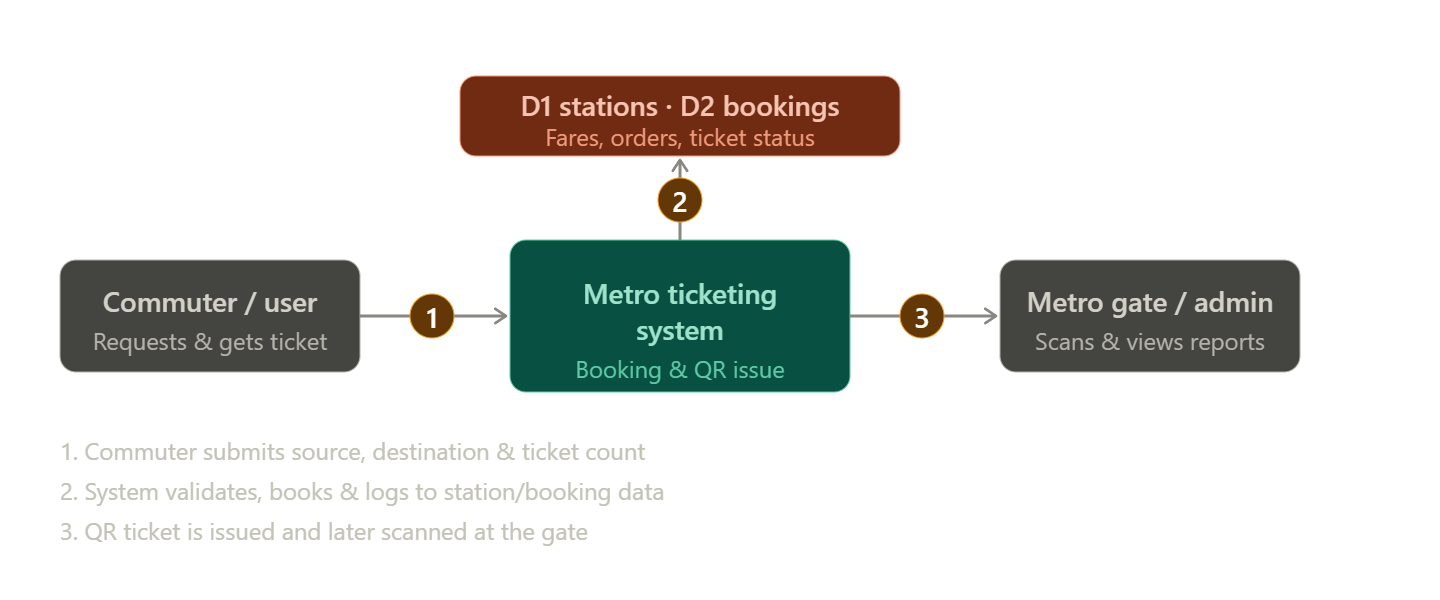 D1 stations · D2 bookings
Fares, orders, ticket status
2
Commuter / user
Requests & gets ticket
1
Metro ticketing
system
Booking & QR issue
3
Metro gate / admin
Scans & views reports
1. Commuter submits source, destination & ticket count
2. System validates, books & logs to station/booking data
3. QR ticket is issued and later scanned at the gate